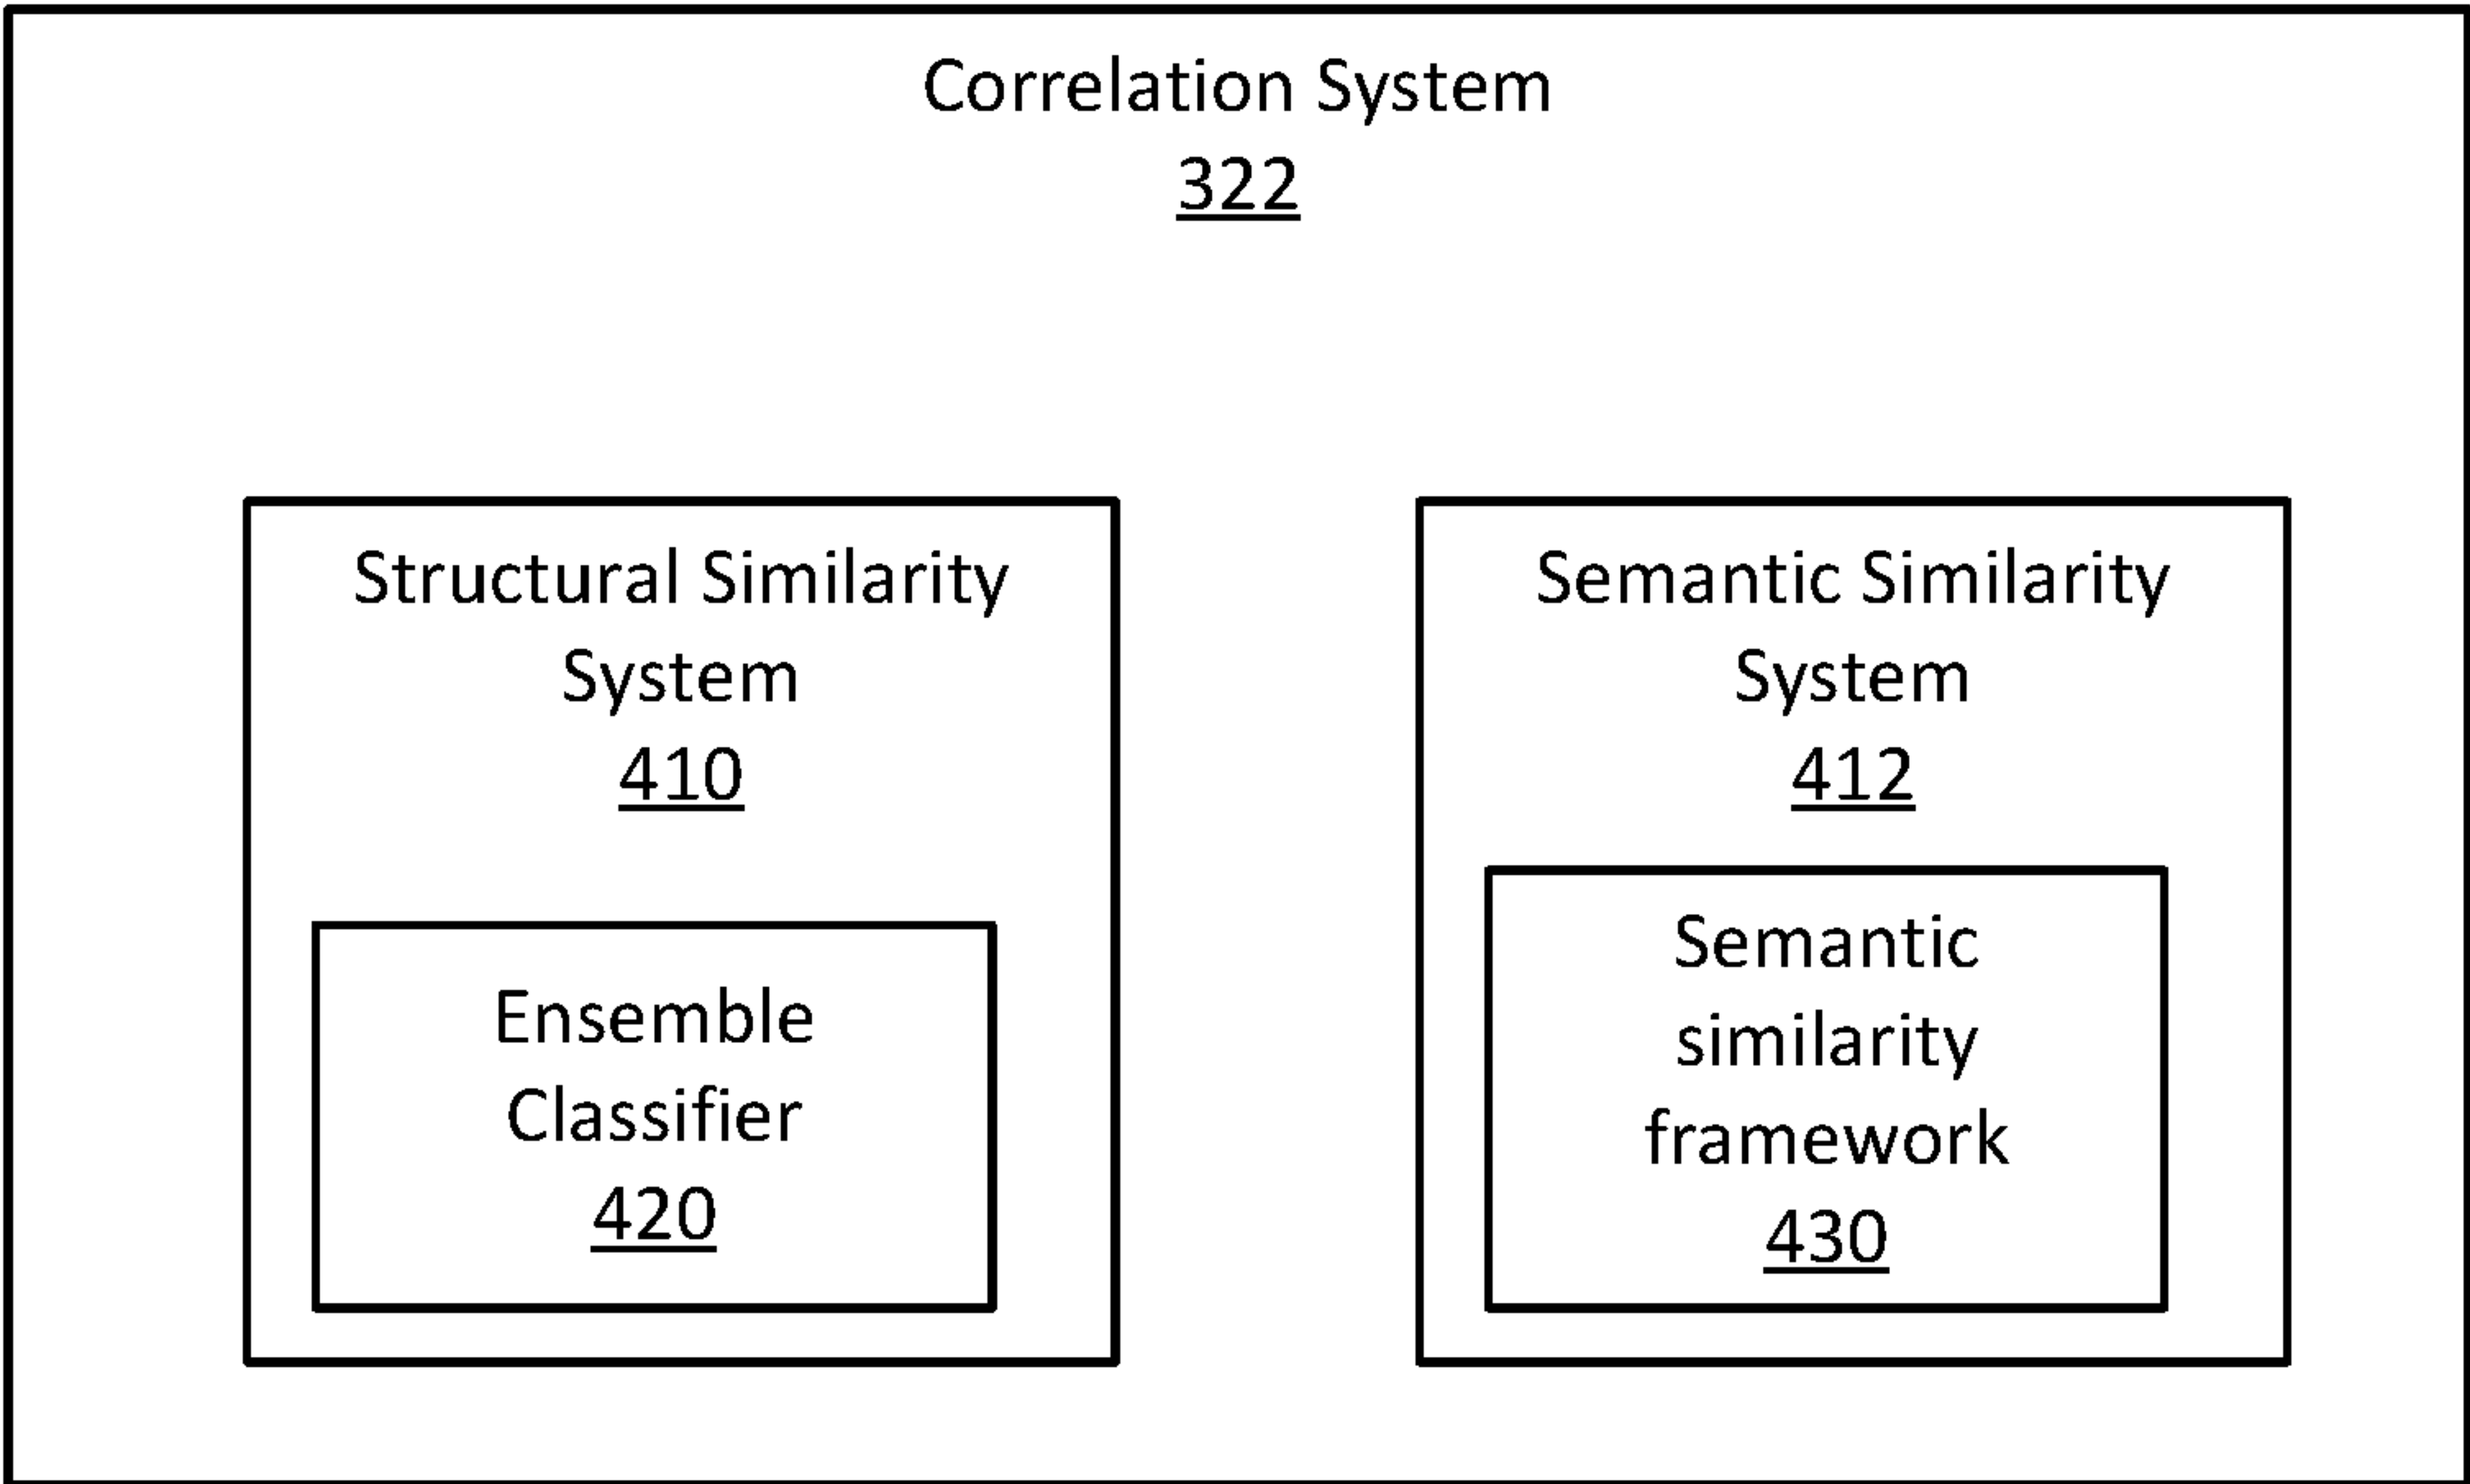 Correlation System
322
Structural Similarity
System
410
Ensemble
Classifier
420
Semantic Similarity
System
412
Semantic
similarity
framework
430